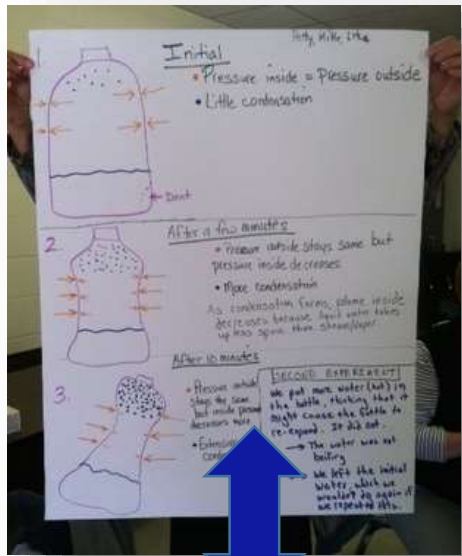 1.
Initial
• Pressure inside = Pressure outside
• Little condensation
Dent
2.
After a few minutes
• Pressure outside stays same but
pressure inside decreases
• More condensation
As condensation forms, volume inside
decreases because liquid water takes
up less space than steam/vapor
After 10 minutes
3.
• Pressure outside
stays the same
but inside
decreases more
•
SECOND EXPERIMENT
We put more water (hot) in
the bottle, thinking that it
might cause the bottle to
re-expand. It did not.
→ The water was not
boiling
We left the initial
water, which we
wouldn't do again if
we repeated this.